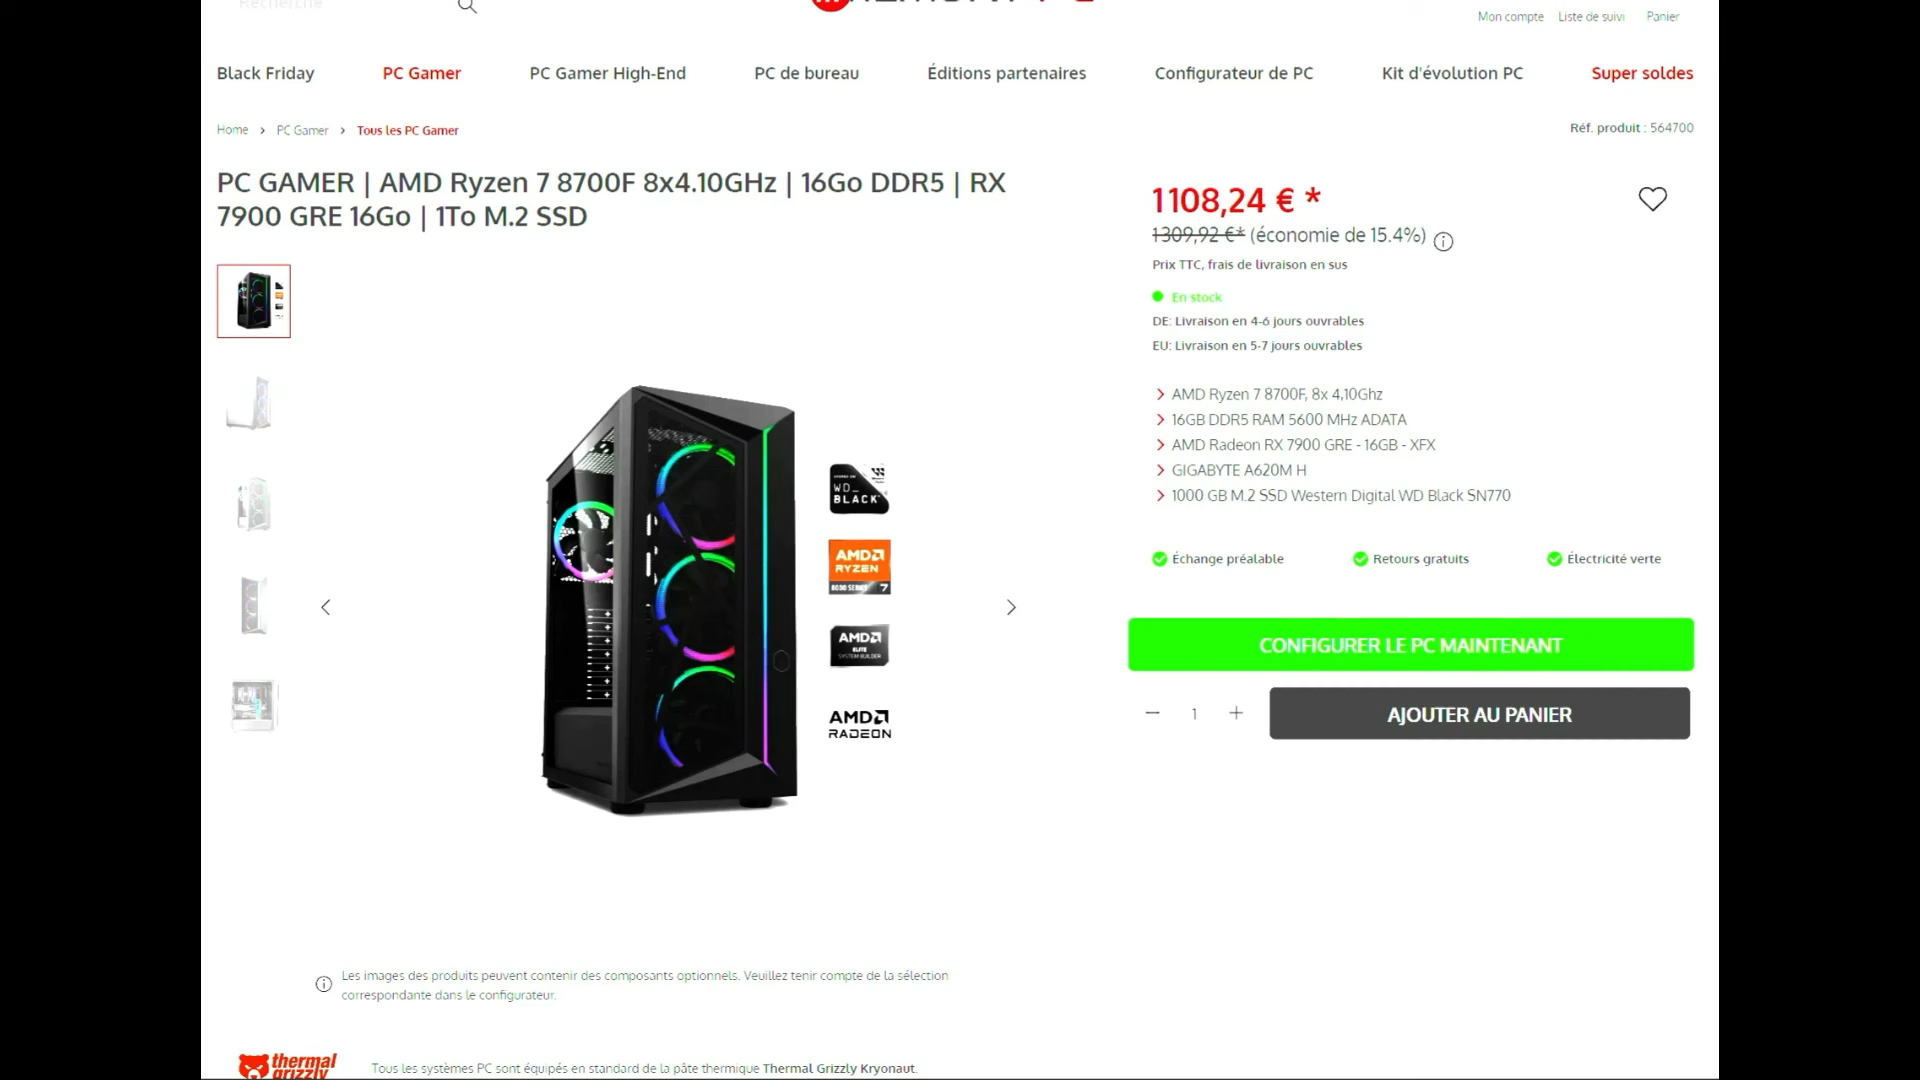 Recherche
Mon compte Liste de suivi Panier
Black Friday PC Gamer PC Gamer High-End PC de bureau Éditions partenaires Configurateur de PC Kit d'évolution PC Super soldes
Home > PC Gamer > Tous les PC Gamer
Réf. produit : 564700
PC GAMER | AMD Ryzen 7 8700F 8x4.10GHz | 16Go DDR5 | RX
7900 GRE 16Go | 1To M.2 SSD
1108,24 € *
1309,92 €* (économie de 15.4%)
Prix TTC, frais de livraison en sus
En stock
DE: Livraison en 4-6 jours ouvrables
EU: Livraison en 5-7 jours ouvrables
AMD Ryzen 7 8700F, 8x 4,10Ghz
16GB DDR5 RAM 5600 MHz ADATA
AMD Radeon RX 7900 GRE - 16GB - XFX
GIGABYTE A620M H
1000 GB M.2 SSD Western Digital WD Black SN770
WD_
BLACK
AMD
RYZEN
8000 SERIES 7
AMD
ELITE
SYSTEM BUILDER
AMD
RADEON
Échange préalable Retours gratuits Électricité verte
CONFIGURER LE PC MAINTENANT
1
AJOUTER AU PANIER
Les images des produits peuvent contenir des composants optionnels. Veuillez tenir compte de la sélection
correspondante dans le configurateur.
thermal
grizzly
Tous les systèmes PC sont équipés en standard de la pâte thermique Thermal Grizzly Kryonaut.